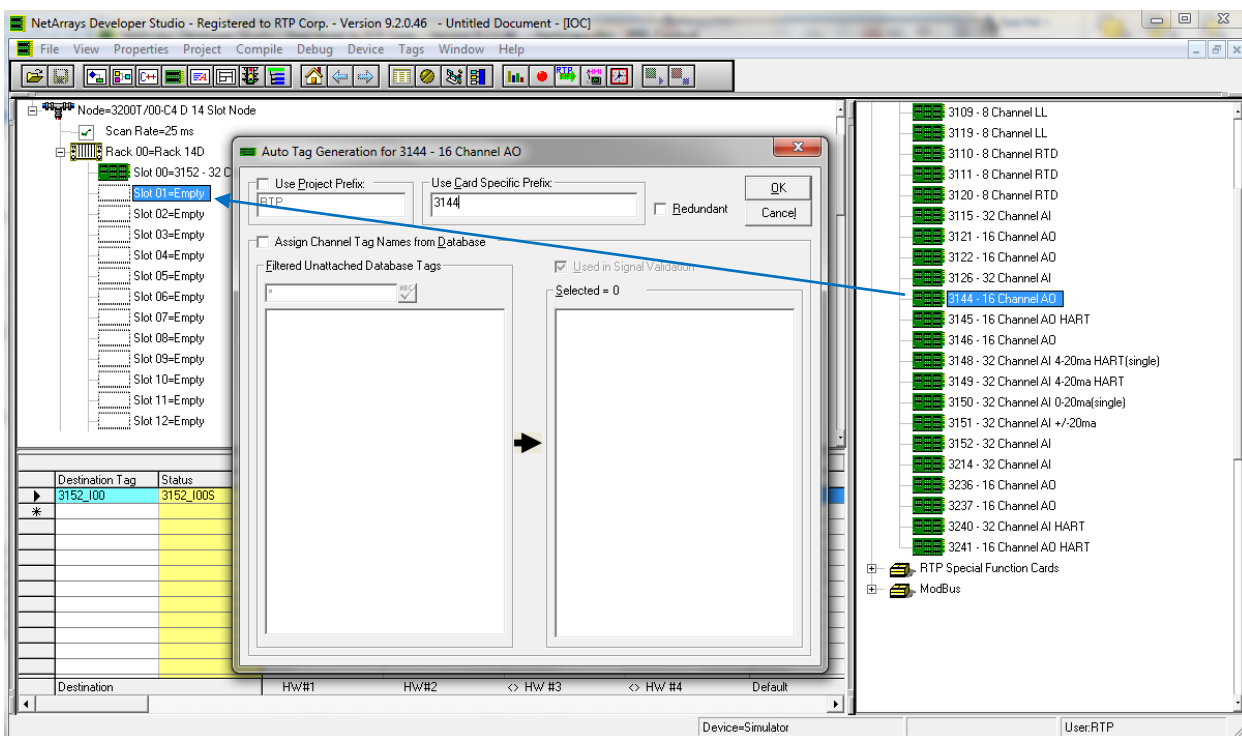 NetArrays Developer Studio - Registered to RTP Corp. - Version 9.2.0.46 - Untitled Document - [IOC]
File View Properties Project Compile Debug Device Tags Window Help
Node=3200T/00-C4 D 14 Slot Node
Scan Rate=25 ms
Rack 00=Rack 14D
Slot 00=3152 - 32 C
Slot 01=Empty
Slot 02=Empty
Slot 03=Empty
Slot 04=Empty
Slot 05=Empty
Slot 06=Empty
Slot 07=Empty
Slot 08=Empty
Slot 09=Empty
Slot 10=Empty
Slot 11=Empty
Slot 12=Empty
Auto Tag Generation for 3144 - 16 Channel AO
Use Project Prefix:
RTP
Use Card Specific Prefix:
3144
Redundant
OK
Cancel
Assign Channel Tag Names from Database
Filtered Unattached Database Tags
*
Used in Signal Validation
Selected = 0
3109 - 8 Channel LL
3119 - 8 Channel LL
3110 - 8 Channel RTD
3111 - 8 Channel RTD
3120 - 8 Channel RTD
3115 - 32 Channel AI
3121 - 16 Channel AO
3122 - 16 Channel AO
3126 - 32 Channel AI
3144 - 16 Channel AO
3145 - 16 Channel AO HART
3146 - 16 Channel AO
3148 - 32 Channel AI 4-20ma HART(single)
3149 - 32 Channel AI 4-20ma HART
3150 - 32 Channel AI 0-20ma(single)
3151 - 32 Channel AI +/-20ma
3152 - 32 Channel AI
3214 - 32 Channel AI
3236 - 16 Channel AO
3237 - 16 Channel AO
3240 - 32 Channel AI HART
3241 - 16 Channel AO HART
RTP Special Function Cards
ModBus
Destination Tag Status
3152_I00 3152_I00S
Destination HW#1 HW#2 <> HW #3 <> HW #4 Default
Device=Simulator User:RTP